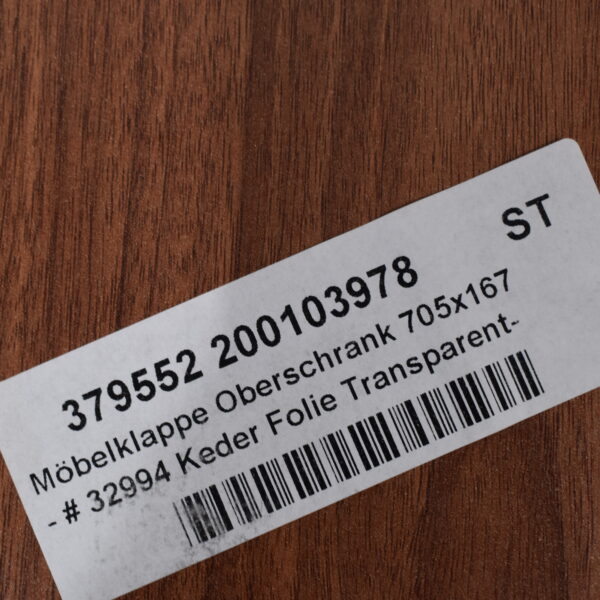 ST
379552 200103978
Möbelklappe Oberschrank 705x167
- # 32994 Keder Folie Transparent-